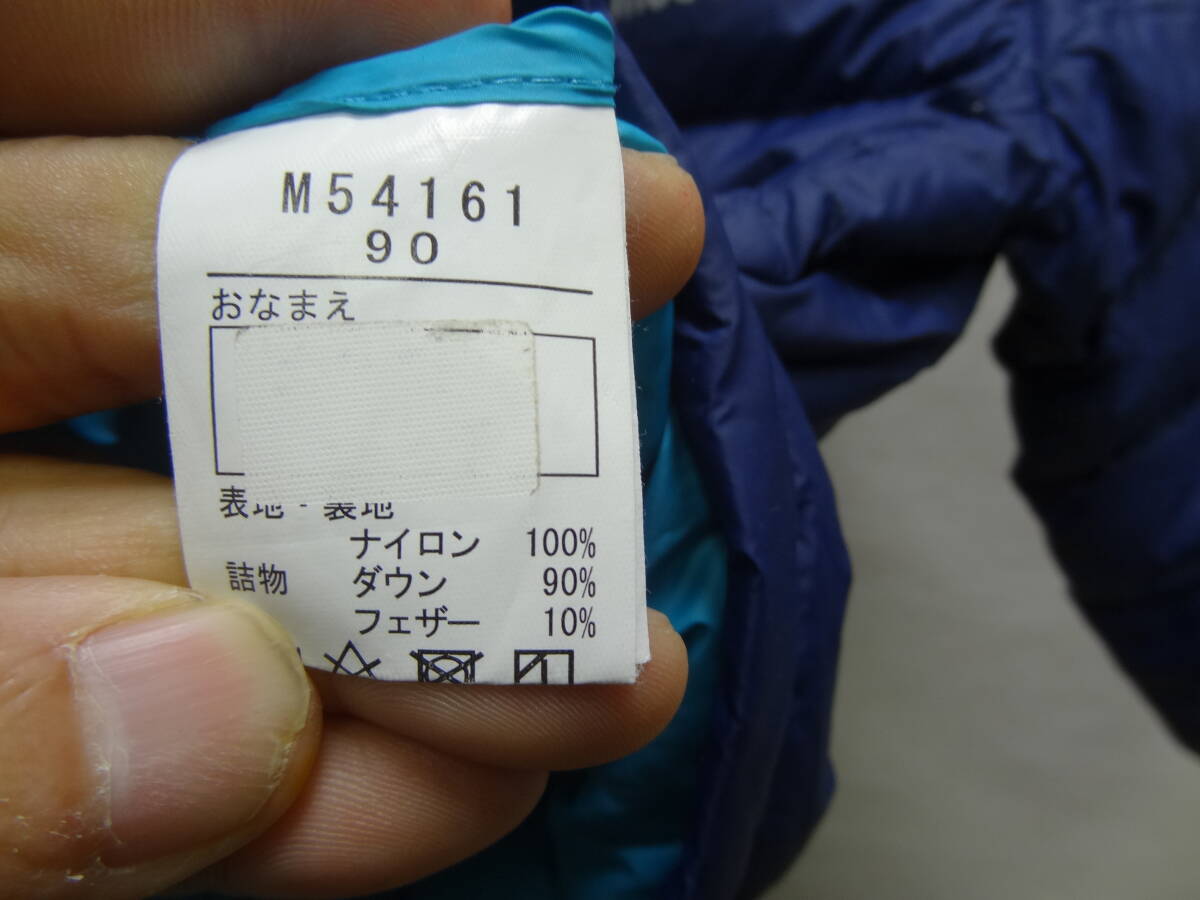 M54161
90
おなまえ
表地・裏地
ナイロン 100%
詰物 ダウン 90%
フェザー 10%